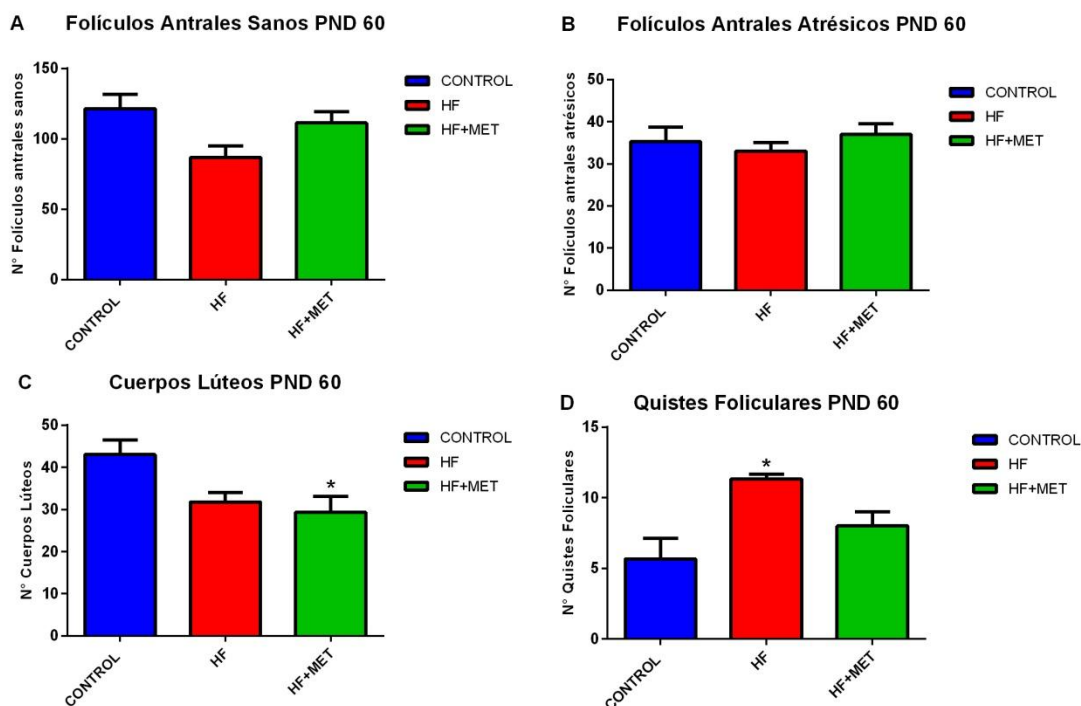 A Folículos Antrales Sanos PND 60
N° Folículos antrales sanos
150
100
50
0
CONTROL
HF
HF+MET
CONTROL
HF
HF+MET
B Folículos Antrales Atrésicos PND 60
N° Folículos antrales atrésicos
50
40
30
20
10
0
CONTROL
HF
HF+MET
CONTROL
HF
HF+MET
C Cuerpos Lúteos PND 60
N° Cuerpos Lúteos
50
40
30
20
10
0
*
CONTROL
HF
HF+MET
CONTROL
HF
HF+MET
D Quistes Foliculares PND 60
N° Quistes Foliculares
15
10
5
0
*
CONTROL
HF
HF+MET
CONTROL
HF
HF+MET